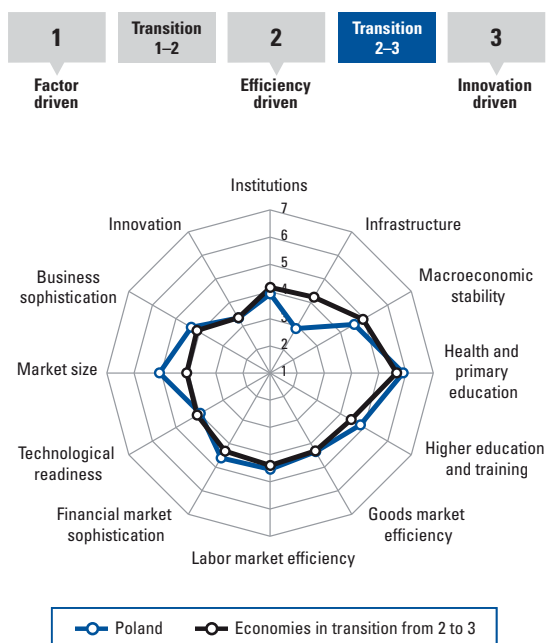 1
Transition
1–2
2
Transition
2–3
3
Factor
driven
Efficiency
driven
Innovation
driven
Institutions
7
Innovation
6
Infrastructure
5
Business
sophistication
4
Macroeconomic
stability
3
2
Market size
1
Health and
primary
education
Technological
readiness
Higher education
and training
Financial market
sophistication
Goods market
efficiency
Labor market efficiency
Poland
Economies in transition from 2 to 3